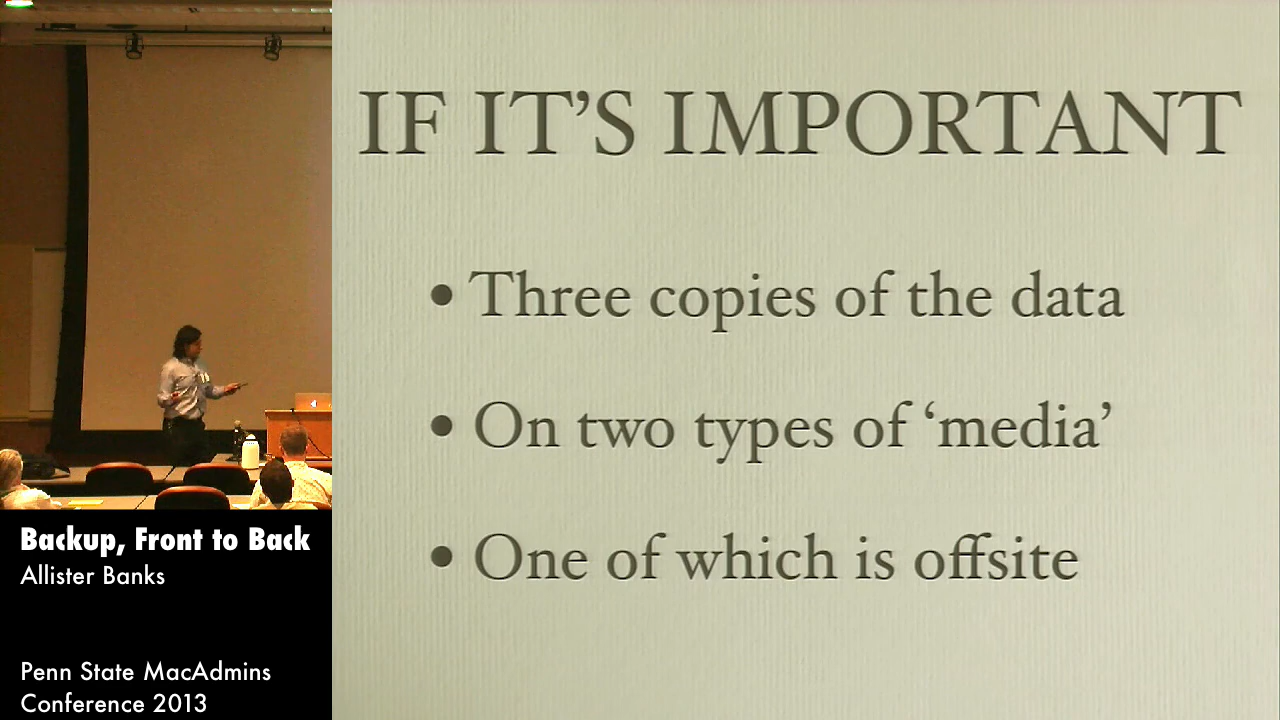 IF IT’S IMPORTANT
• Three copies of the data
• On two types of ‘media’
• One of which is offsite
Backup, Front to Back
Allister Banks
Penn State MacAdmins
Conference 2013